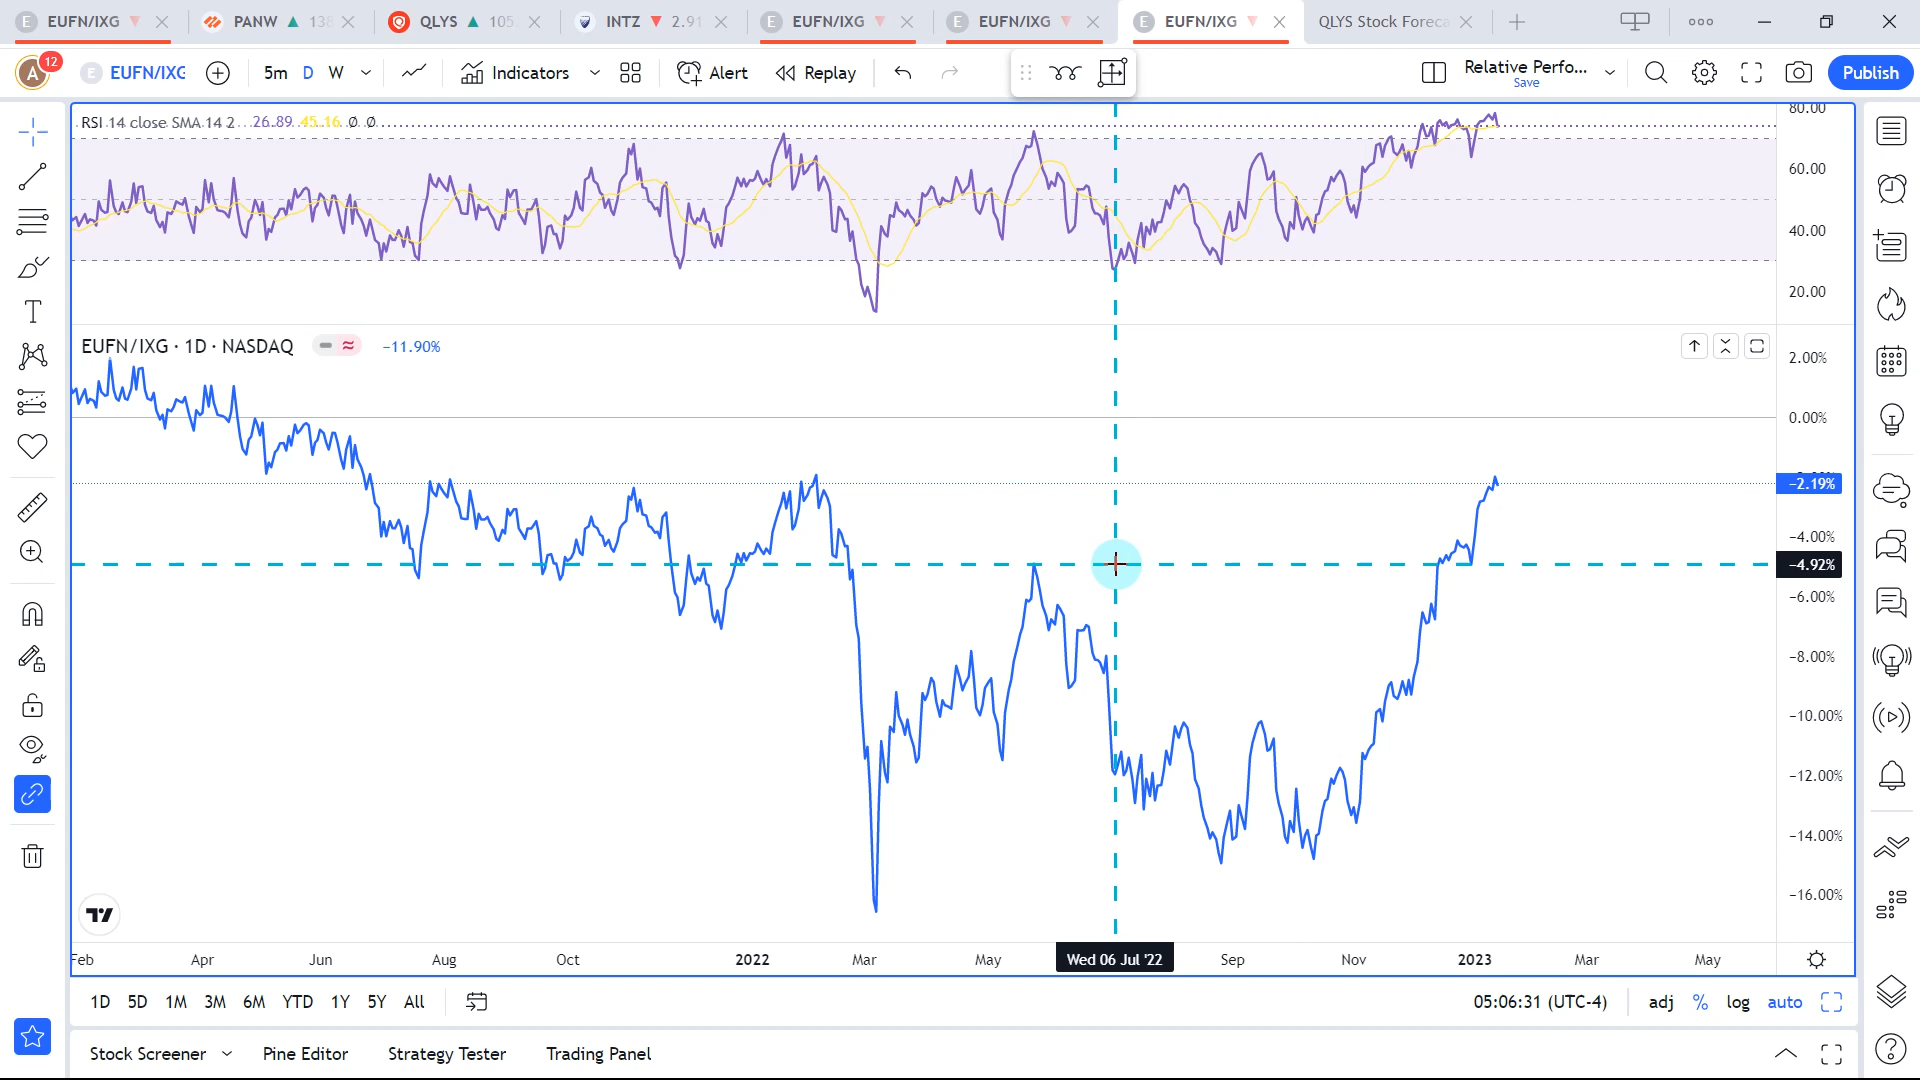 EUFN/IXG PANW 138 QLYS 105 INTZ 2.91 EUFN/IXG EUFN/IXG EUFN/IXG QLYS Stock Foreca
A 12 E EUFN/IXG 5m D W Indicators Alert Replay Relative Perfo... Save Publish
RSI 14 close SMA 14 2 26.89 45.16 Ø Ø
80.00
60.00
40.00
20.00
EUFN/IXG · 1D · NASDAQ −11.90%
2.00%
0.00%
−2.19%
−4.00%
−4.92%
−6.00%
−8.00%
−10.00%
−12.00%
−14.00%
−16.00%
Feb Apr Jun Aug Oct 2022 Mar May Wed 06 Jul '22 Sep Nov 2023 Mar May
1D 5D 1M 3M 6M YTD 1Y 5Y All 05:06:31 (UTC-4) adj % log auto
Stock Screener Pine Editor Strategy Tester Trading Panel